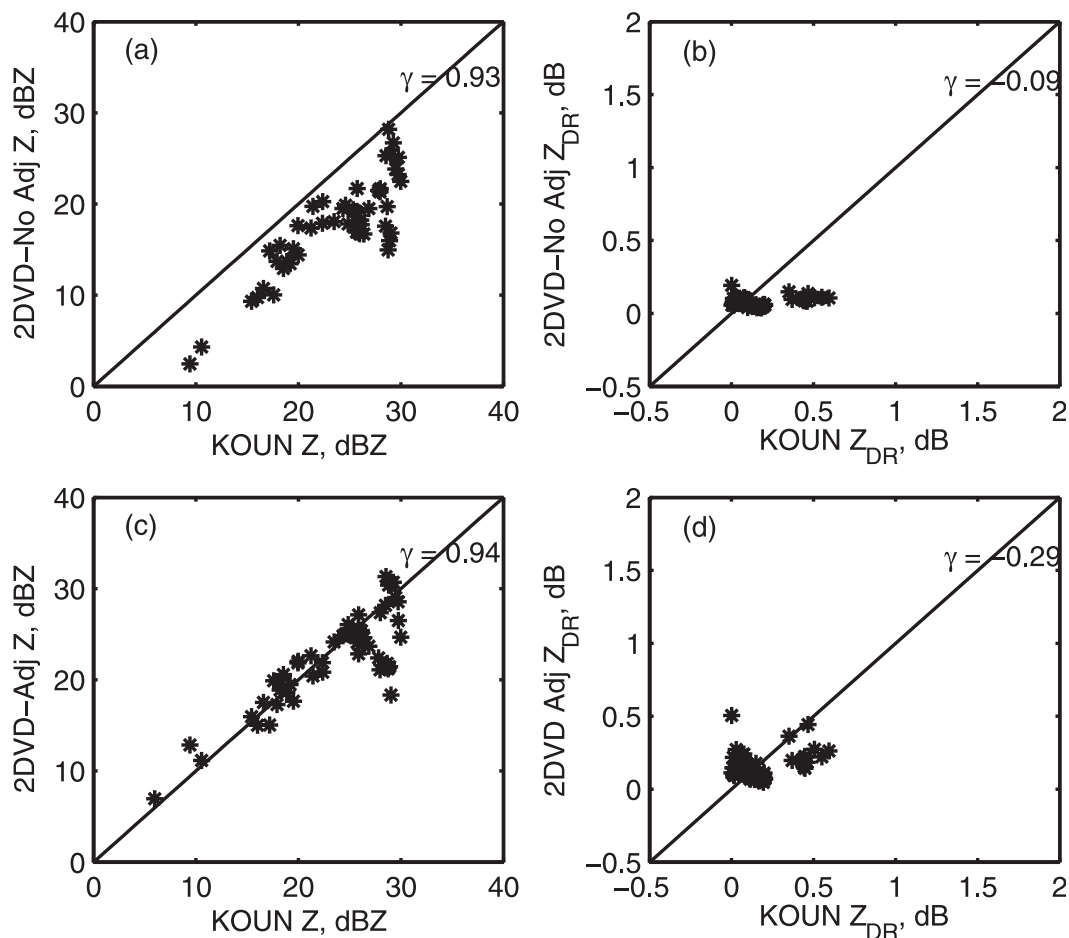 (a)
γ = 0.93
2DVD−No Adj Z, dBZ
40
30
20
10
0
0 10 20 30 40
KOUN Z, dBZ
(b)
γ = −0.09
2DVD−No Adj Z_DR, dB
2
1.5
1
0.5
0
−0.5
−0.5 0 0.5 1 1.5 2
KOUN Z_DR, dB
(c)
γ = 0.94
2DVD−Adj Z, dBZ
40
30
20
10
0
0 10 20 30 40
KOUN Z, dBZ
(d)
γ = −0.29
2DVD Adj Z_DR, dB
2
1.5
1
0.5
0
−0.5
−0.5 0 0.5 1 1.5 2
KOUN Z_DR, dB